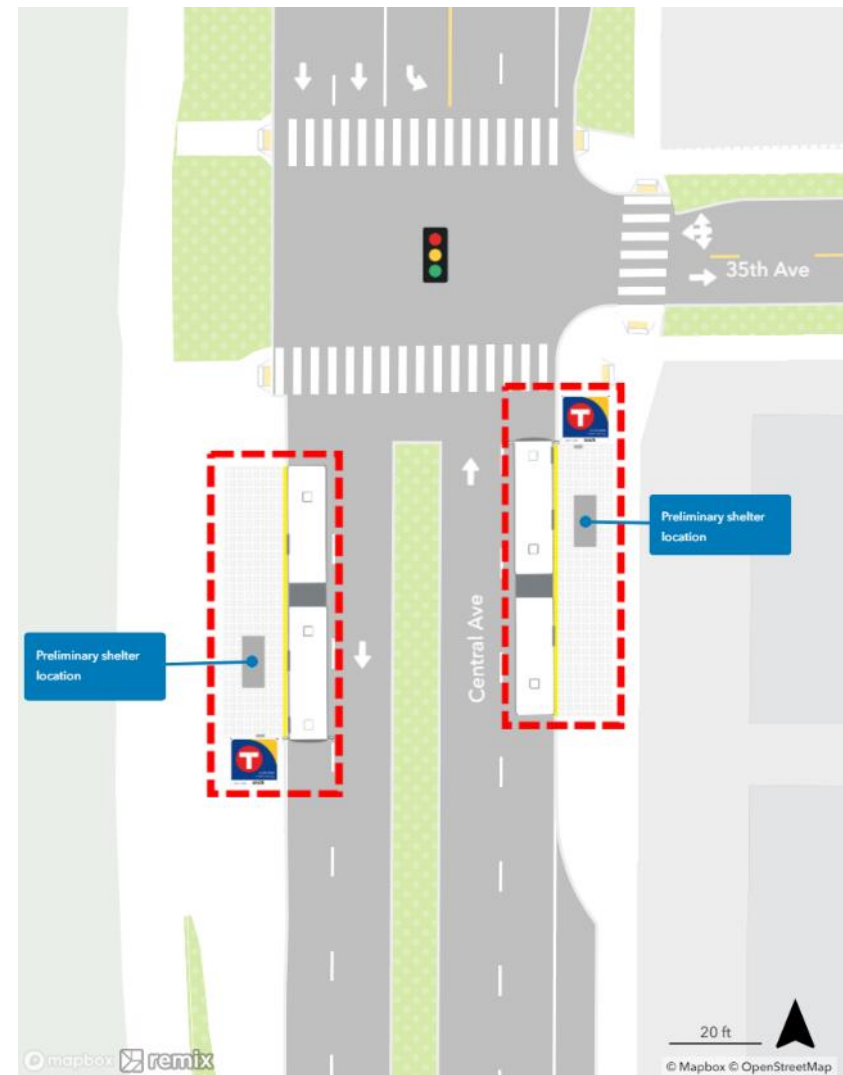 35th Ave
T
Preliminary shelter
location
Central Ave
Preliminary shelter
location
T
20 ft
mapbox remix
© Mapbox © OpenStreetMap